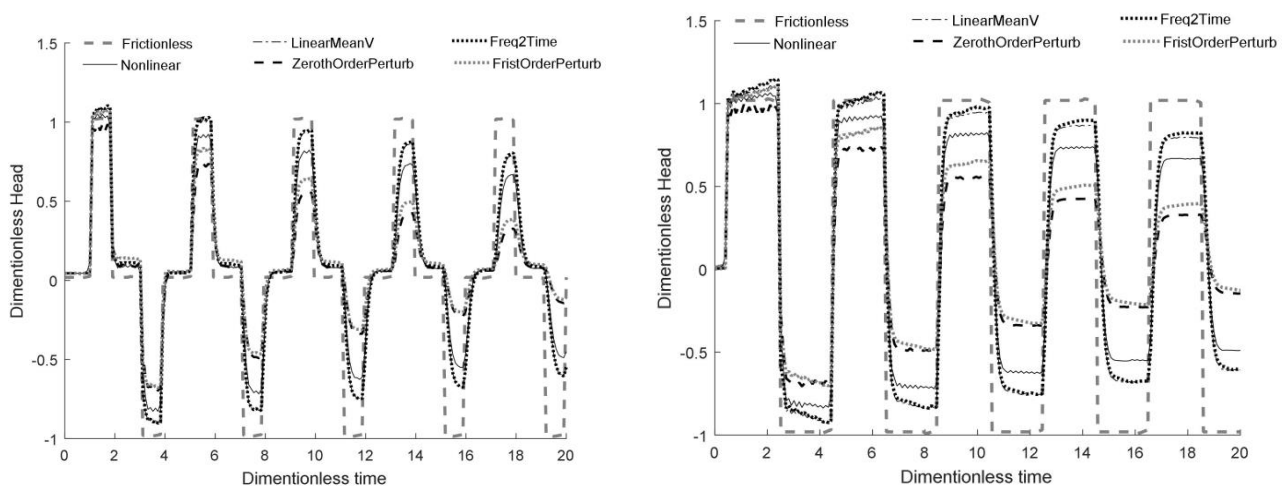 Frictionless LinearMeanV Freq2Time
Nonlinear ZerothOrderPerturb FristOrderPerturb
1.5
1
0.5
0
-0.5
-1
Dimentionless Head
0 2 4 6 8 10 12 14 16 18 20
Dimentionless time
Frictionless LinearMeanV Freq2Time
Nonlinear ZerothOrderPerturb FristOrderPerturb
1.5
1
0.5
0
-0.5
-1
Dimentionless Head
0 2 4 6 8 10 12 14 16 18 20
Dimentionless time